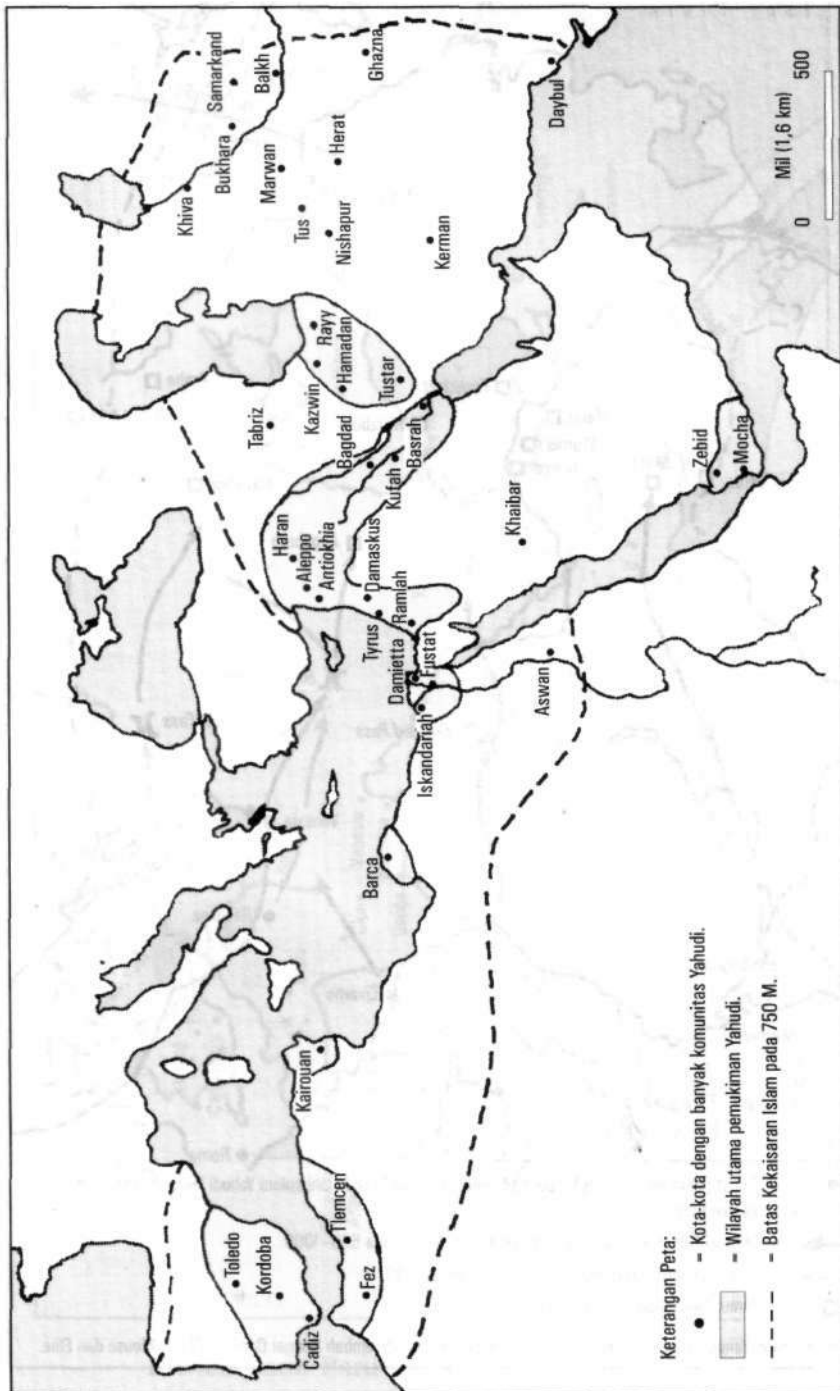 Toledo
Kordoba
Cadiz
Fez
Tlemcen
Kairouan
Barca
Iskandariah
Damietta
Fustat
Aswan
Tyrus
Ramlah
Damaskus
Haran
Aleppo
Antiokhia
Khaibar
Zebid
Mocha
Bagdad
Kufah
Basrah
Tabriz
Kazwin
Hamadan
Rayy
Tustar
Kerman
Tus
Nishapur
Marwan
Herat
Khiva
Bukhara
Samarkand
Balkh
Ghazna
Daybul
Keterangan Peta:
= Kota-kota dengan banyak komunitas Yahudi.
= Wilayah utama pemukiman Yahudi.
= Batas Kekaisaran Islam pada 750 M.
Mil (1,6 km)
0 500